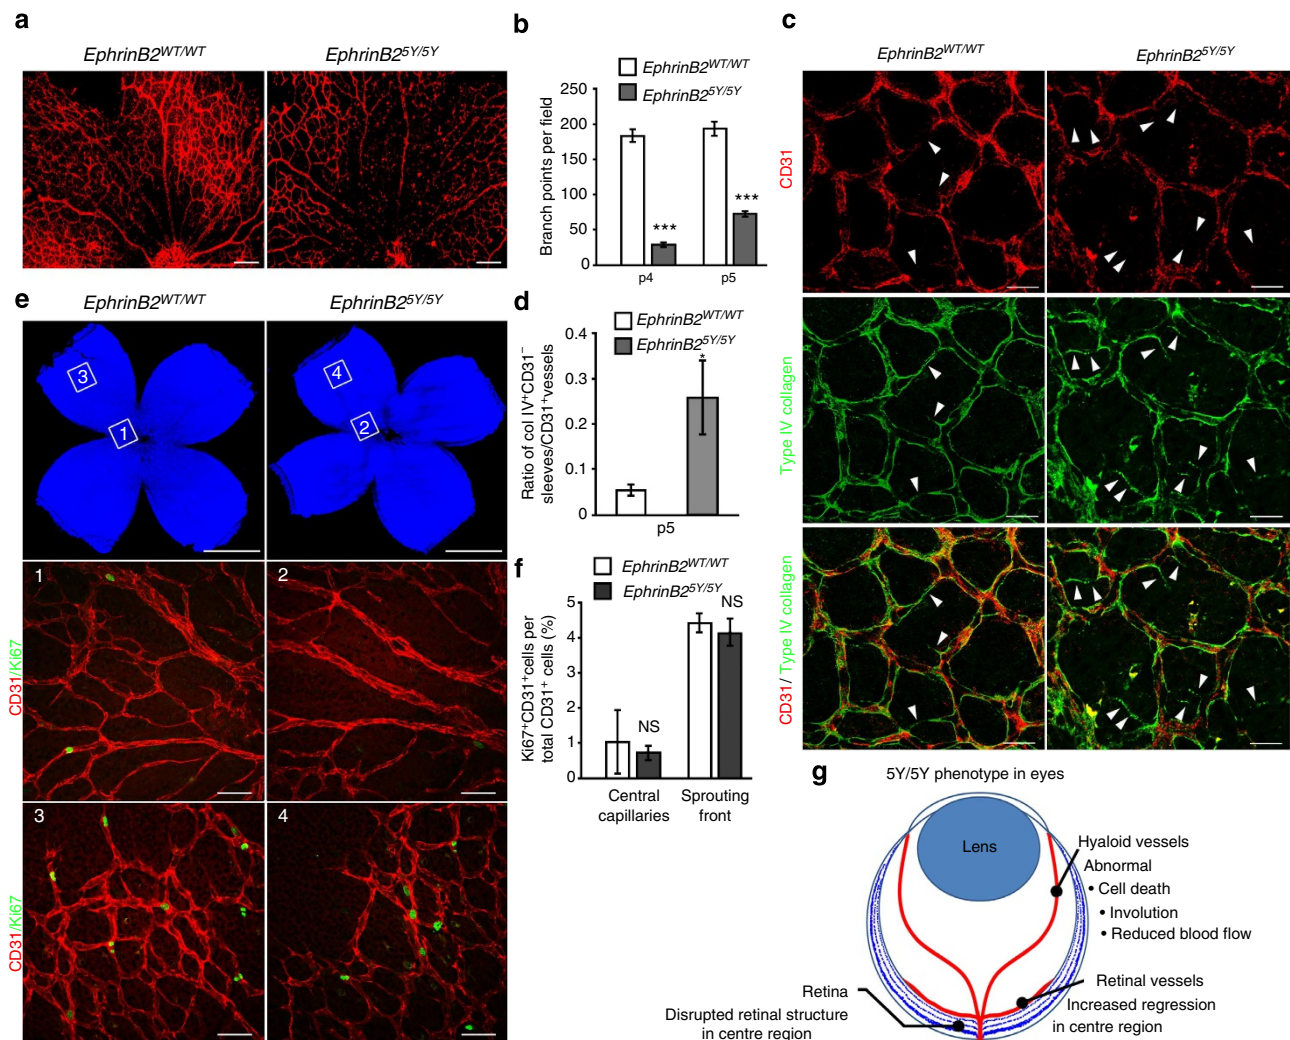 a
EphrinB2WT/WT
EphrinB25Y/5Y
b
EphrinB2WT/WT
EphrinB25Y/5Y
Branch points per field
250
200
150
100
50
0
***
***
p4
p5
c
EphrinB2WT/WT
EphrinB25Y/5Y
CD31
Type IV collagen
CD31/ Type IV collagen
d
EphrinB2WT/WT
EphrinB25Y/5Y
Ratio of col IV+CD31−
sleeves/CD31+vessels
0.4
0.3
0.2
0.1
0
*
p5
e
EphrinB2WT/WT
EphrinB25Y/5Y
3
1
4
2
1
2
CD31/Ki67
3
4
CD31/Ki67
f
EphrinB2WT/WT
EphrinB25Y/5Y
Ki67+CD31+cells per
total CD31+ cells (%)
5
4
3
2
1
0
NS
NS
Central
capillaries
Sprouting
front
g
5Y/5Y phenotype in eyes
Lens
Hyaloid vessels
Abnormal
• Cell death
• Involution
• Reduced blood flow
Retina
Disrupted retinal structure
in centre region
Retinal vessels
Increased regression
in centre region